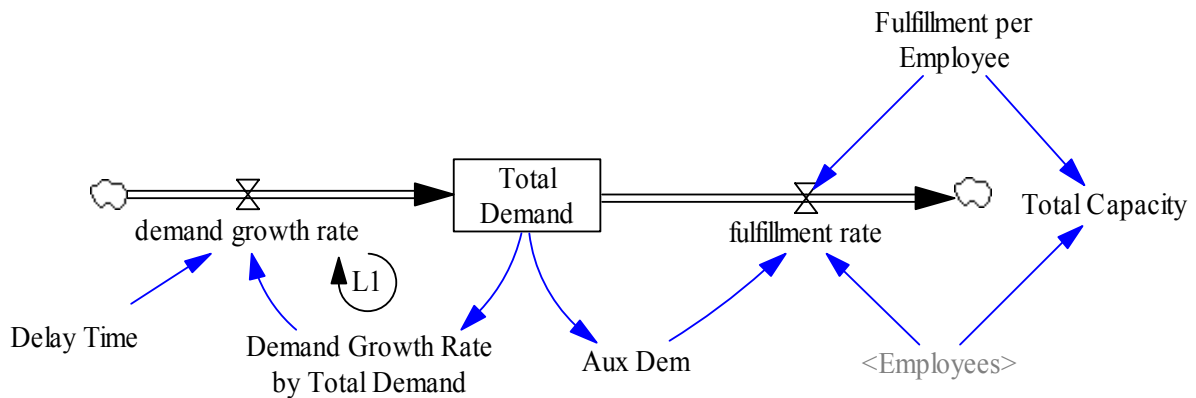 Fulfillment per
Employee
Total
Demand
Total Capacity
demand growth rate
fulfillment rate
L1
Delay Time
Demand Growth Rate
by Total Demand
Aux Dem
<Employees>